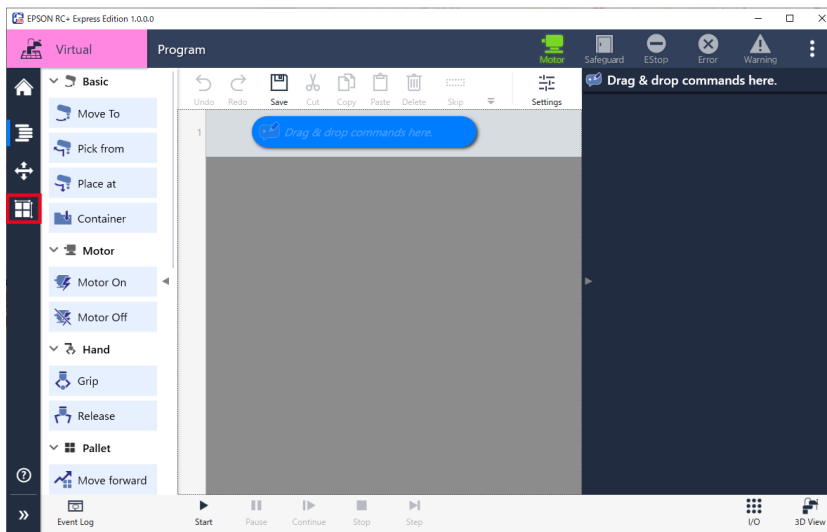 EPSON RC+ Express Edition 1.0.0.0
Virtual
Program
Motor
Safeguard
EStop
Error
Warning
Basic
Move To
Pick from
Place at
Container
Motor
Motor On
Motor Off
Hand
Grip
Release
Pallet
Move forward
Undo
Redo
Save
Cut
Copy
Paste
Delete
Skip
Settings
1
Drag & drop commands here.
Drag & drop commands here.
Event Log
Start
Pause
Continue
Stop
Step
I/O
3D View